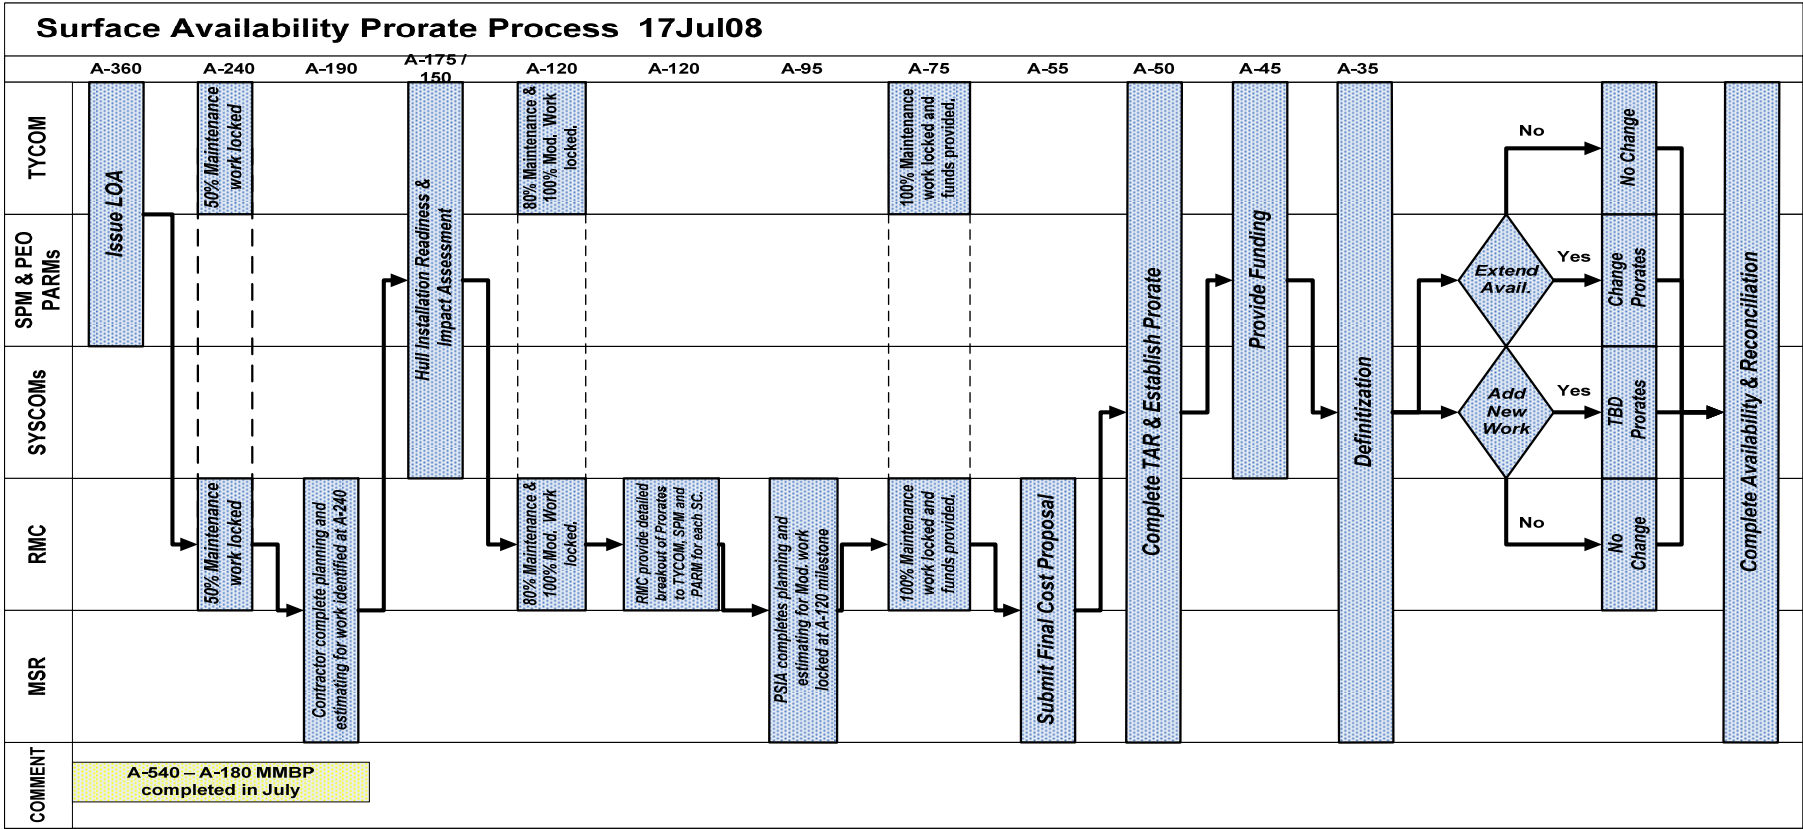 Surface Availability Prorate Process 17Jul08
A-360
A-240
A-190
A-175 /
150
A-120
A-120
A-95
A-75
A-55
A-50
A-45
A-35
TYCOM
SPM & PEO
PARMs
SYSCOMs
RMC
MSR
COMMENT
Issue LOA
50% Maintenance
work locked
50% Maintenance
work locked
Contractor complete planning and
estimating for work identified at A-240
Hull Installation Readiness &
Impact Assessment
80% Maintenance &
100% Mod. Work
locked.
80% Maintenance &
100% Mod. Work
locked.
RMC provide detailed
breakout of Prorates
to TYCOM, SPM and
PARM for each SC.
PSIA completes planning and
estimating for Mod. work
locked at A-120 milestone
100% Maintenance
work locked and
funds provided.
100% Maintenance
work locked and
funds provided.
Submit Final Cost Proposal
Complete TAR & Establish Prorate
Provide Funding
Definitization
Extend
Avail.
No
Yes
Add
New
Work
Yes
No
No Change
Change
Prorates
TBD
Prorates
No
Change
Complete Availability & Reconciliation
A-540 – A-180 MMBP
completed in July